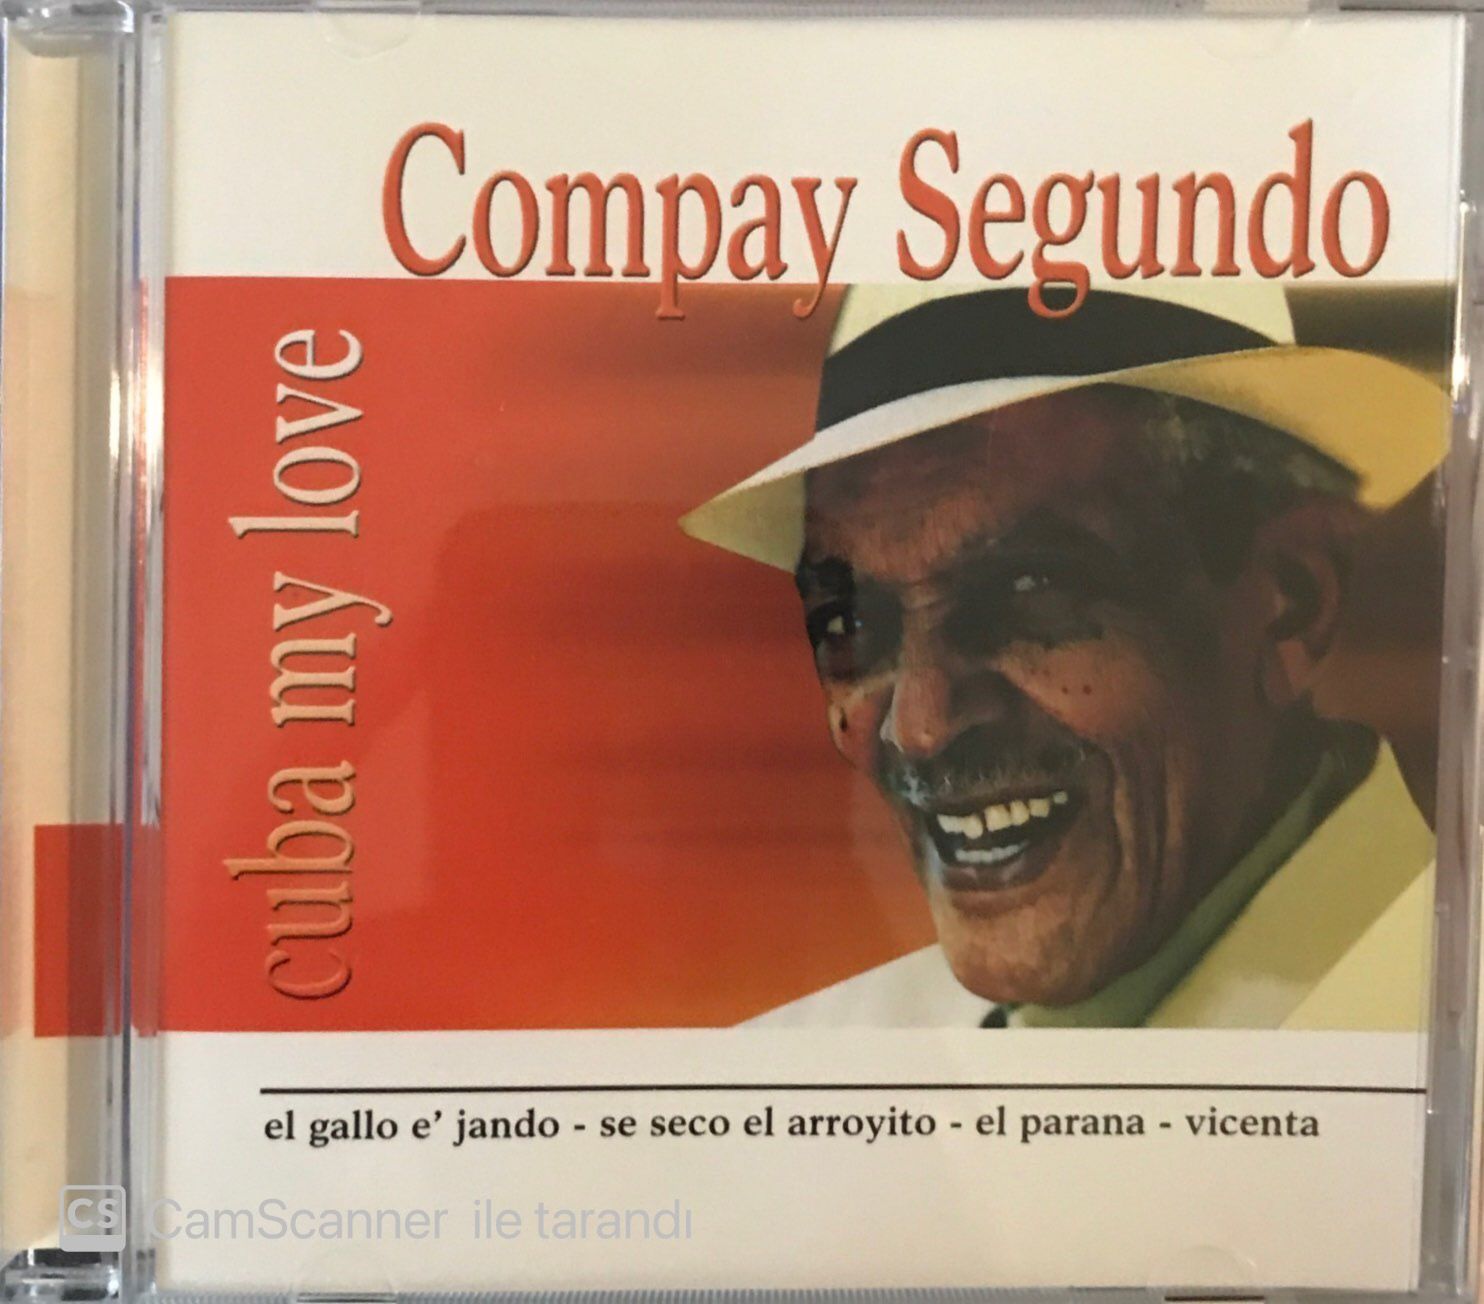 Compay Segundo
cuba my love
el gallo e' jando - se seco el arroyito - el parana - vicenta
CS CamScanner ile tarandı